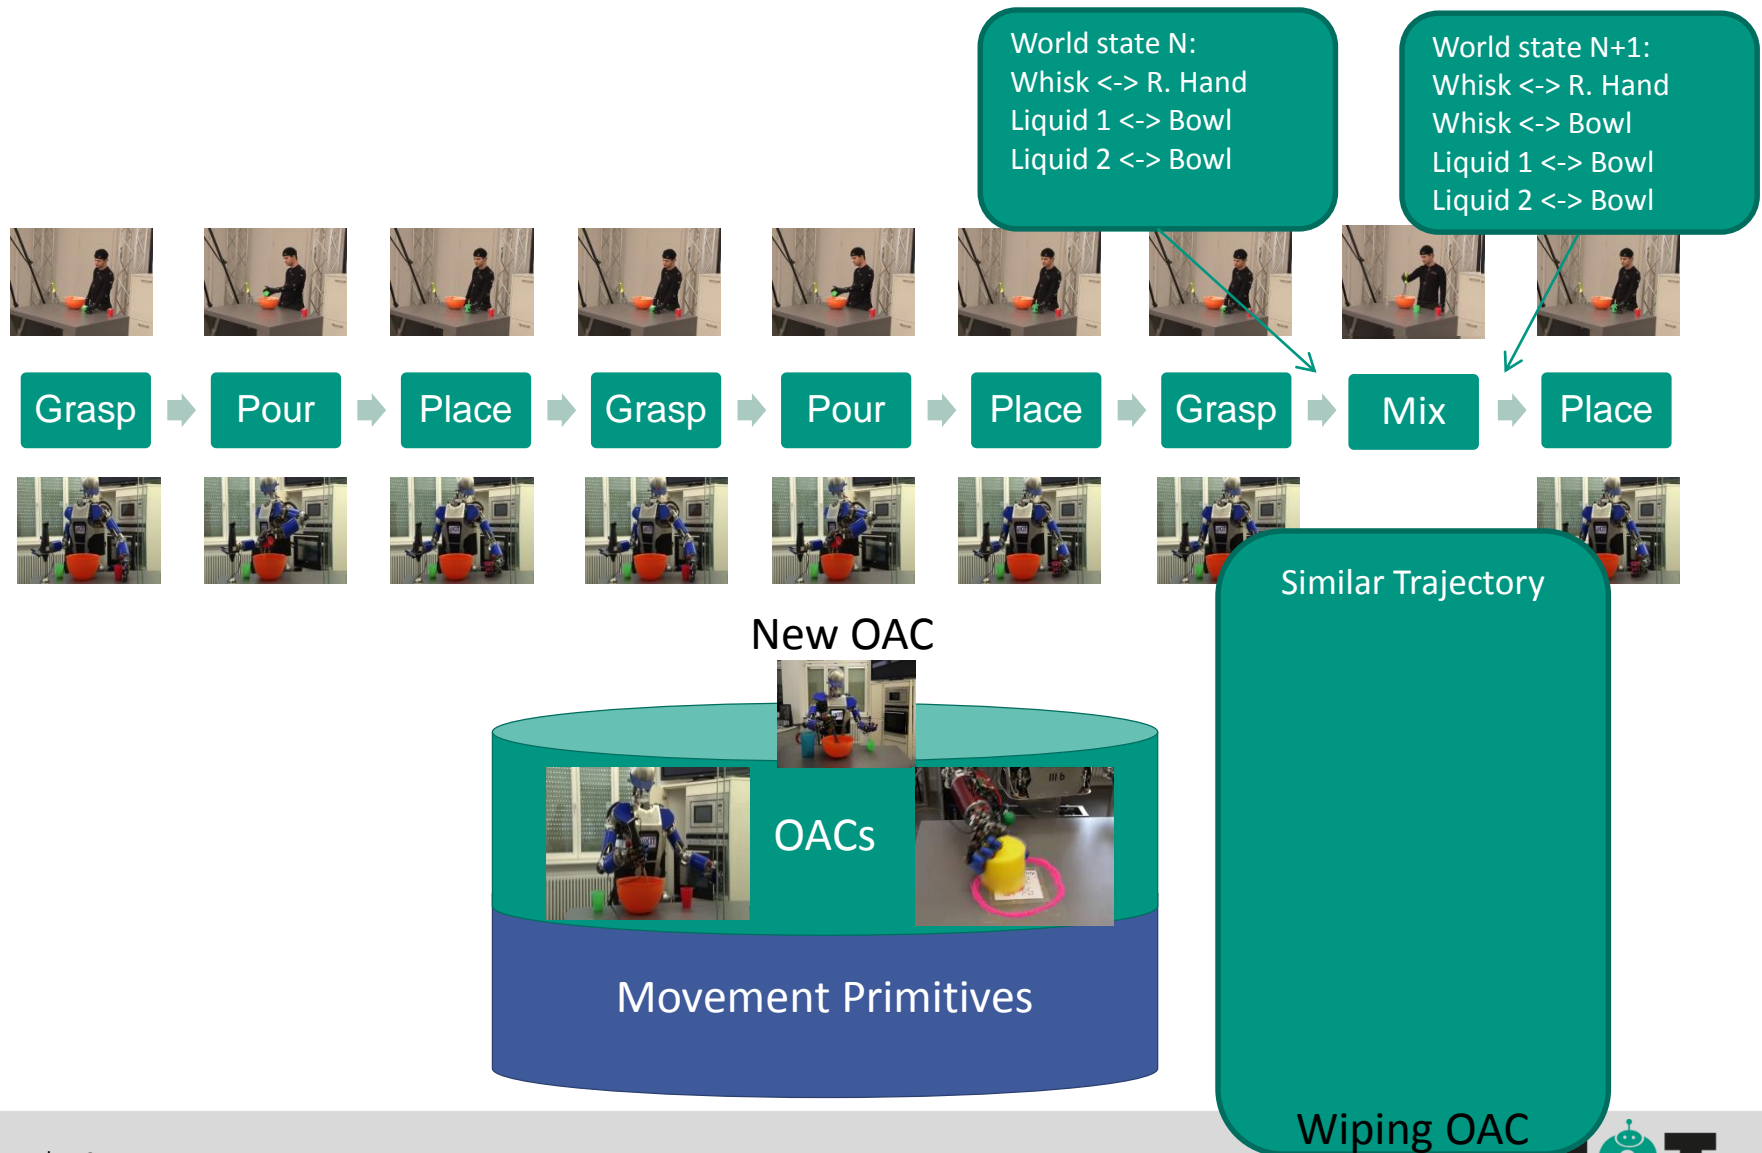 World state N:
Whisk <-> R. Hand
Liquid 1 <-> Bowl
Liquid 2 <-> Bowl
World state N+1:
Whisk <-> R. Hand
Whisk <-> Bowl
Liquid 1 <-> Bowl
Liquid 2 <-> Bowl
Grasp
Pour
Place
Grasp
Pour
Place
Grasp
Mix
Place
Similar Trajectory
New OAC
III b
OACs
Movement Primitives
Wiping OAC